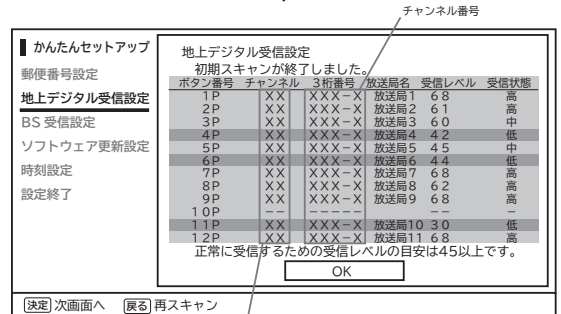 チャンネル番号
かんたんセットアップ
郵便番号設定
地上デジタル受信設定
BS 受信設定
ソフトウェア更新設定
時刻設定
設定終了
地上デジタル受信設定
初期スキャンが終了しました。
ボタン番号 チャンネル 3桁番号 放送局名 受信レベル 受信状態
1P XX XXX-X 放送局1 68 高
2P XX XXX-X 放送局2 61 高
3P XX XXX-X 放送局3 60 中
4P XX XXX-X 放送局4 42 低
5P XX XXX-X 放送局5 45 中
6P XX XXX-X 放送局6 44 低
7P XX XXX-X 放送局7 68 高
8P XX XXX-X 放送局8 62 高
9P XX XXX-X 放送局9 68 高
10P -- ----- -- -
11P XX XXX-X 放送局10 30 低
12P XX XXX-X 放送局11 68 高
正常に受信するための受信レベルの目安は45以上です。
OK
決定 次画面へ 戻る 再スキャン